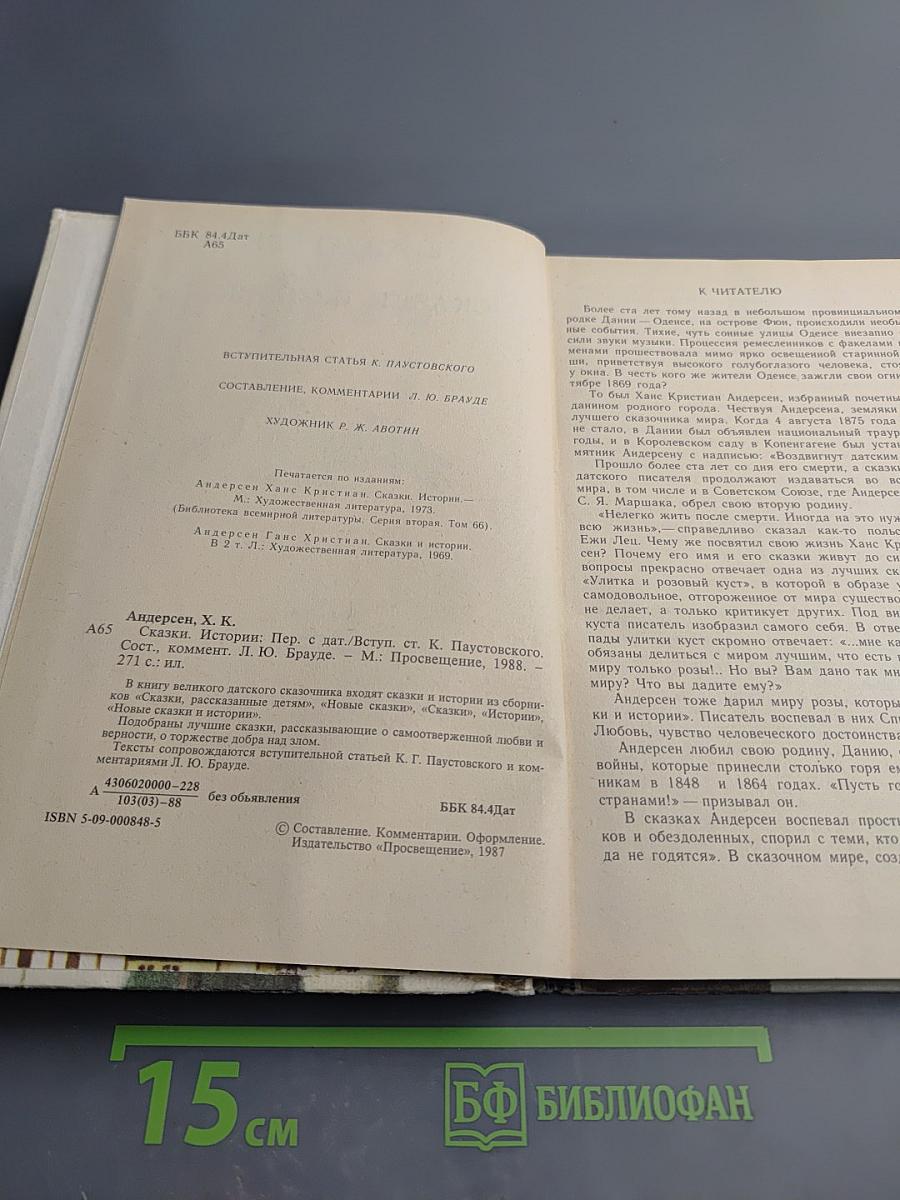 ББК 84.4Дат
А65
ВСТУПИТЕЛЬНАЯ СТАТЬЯ К. ПАУСТОВСКОГО
СОСТАВЛЕНИЕ, КОММЕНТАРИИ Л. Ю. БРАУДЕ
ХУДОЖНИК Р. Ж. АВОТИН
Печатается по изданиям:
Андерсен Ханс Кристиан. Сказки. Истории.—
М.: Художественная литература, 1973.
(Библиотека всемирной литературы. Серия вторая. Том 66).
Андерсен Ганс Христиан. Сказки и истории.
В 2 т. Л.: Художественная литература, 1969.
Андерсен, Х. К.
А65 Сказки. Истории: Пер. с дат./Вступ. ст. К. Паустовского.
Сост., коммент. Л. Ю. Брауде. – М.: Просвещение, 1988. –
271 с.: ил.
В книгу великого датского сказочника входят сказки и истории из сборни-
ков «Сказки, рассказанные детям», «Новые сказки», «Сказки», «Истории»,
«Новые сказки и истории».
Подобраны лучшие сказки, рассказывающие о самоотверженной любви и
верности, о торжестве добра над злом.
Тексты сопровождаются вступительной статьей К. Г. Паустовского и ком-
ментариями Л. Ю. Брауде.
А 4306020000–228
103(03)–88 без обьявления
ББК 84.4Дат
ISBN 5-09-000848-5
© Составление. Комментарии. Оформление.
Издательство «Просвещение», 1987
К ЧИТАТЕЛЮ
Более ста лет тому назад в небольшом провинциальном
родке Дании — Оденсе, на острове Фюн, происходили необы
ные события. Тихие, чуть сонные улицы Оденсе внезапно
сили звуки музыки. Процессия ремесленников с факелами
менами прошествовала мимо ярко освещенной старинной
ши, приветствуя высокого голубоглазого человека, сто
у окна. В честь кого же жители Оденсе зажгли свои огни
тябре 1869 года?
То был Ханс Кристиан Андерсен, избранный почетны
данином родного города. Чествуя Андерсена, земляки
лучшего сказочника мира. Когда 4 августа 1875 года
не стало, в Дании был объявлен национальный траур
годы, и в Королевском саду в Копенгагене был уста
мятник Андерсену с надписью: «Воздвигнут датским
Прошло более ста лет со дня его смерти, а сказк
датского писателя продолжают издаваться во вс
мира, в том числе и в Советском Союзе, где Андерсе
С. Я. Маршака, обрел свою вторую родину.
«Нелегко жить после смерти. Иногда на это нуж
всю жизнь»,— справедливо сказал как-то польс
Ежи Лец. Чему же посвятил свою жизнь Ханс Кр
сен? Почему его имя и его сказки живут до си
вопросы прекрасно отвечает одна из лучших ск
«Улитка и розовый куст», в которой в образе у
самодовольное, отгороженное от мира существо
не делает, а только критикует других. Под ви
куста писатель изобразил самого себя. В отве
пады улитки куст скромно отвечает: «...мне ка
обязаны делиться с миром лучшим, что есть
миру только розы!.. Но вы? Вам дано так мн
миру? Что вы дадите ему?»
Андерсен тоже дарил миру розы, которы
ки и истории». Писатель воспевал в них Сп
Любовь, чувство человеческого достоинства
Андерсен любил свою родину, Данию,
войны, которые принесли столько горя ем
никам в 1848 и 1864 годах. «Пусть го
странами!» — призывал он.
В сказках Андерсен воспевал прость
ков и обездоленных, спорил с теми, кто
да не годятся». В сказочном мире, соз
15 см
БФ БИБЛИОФАН